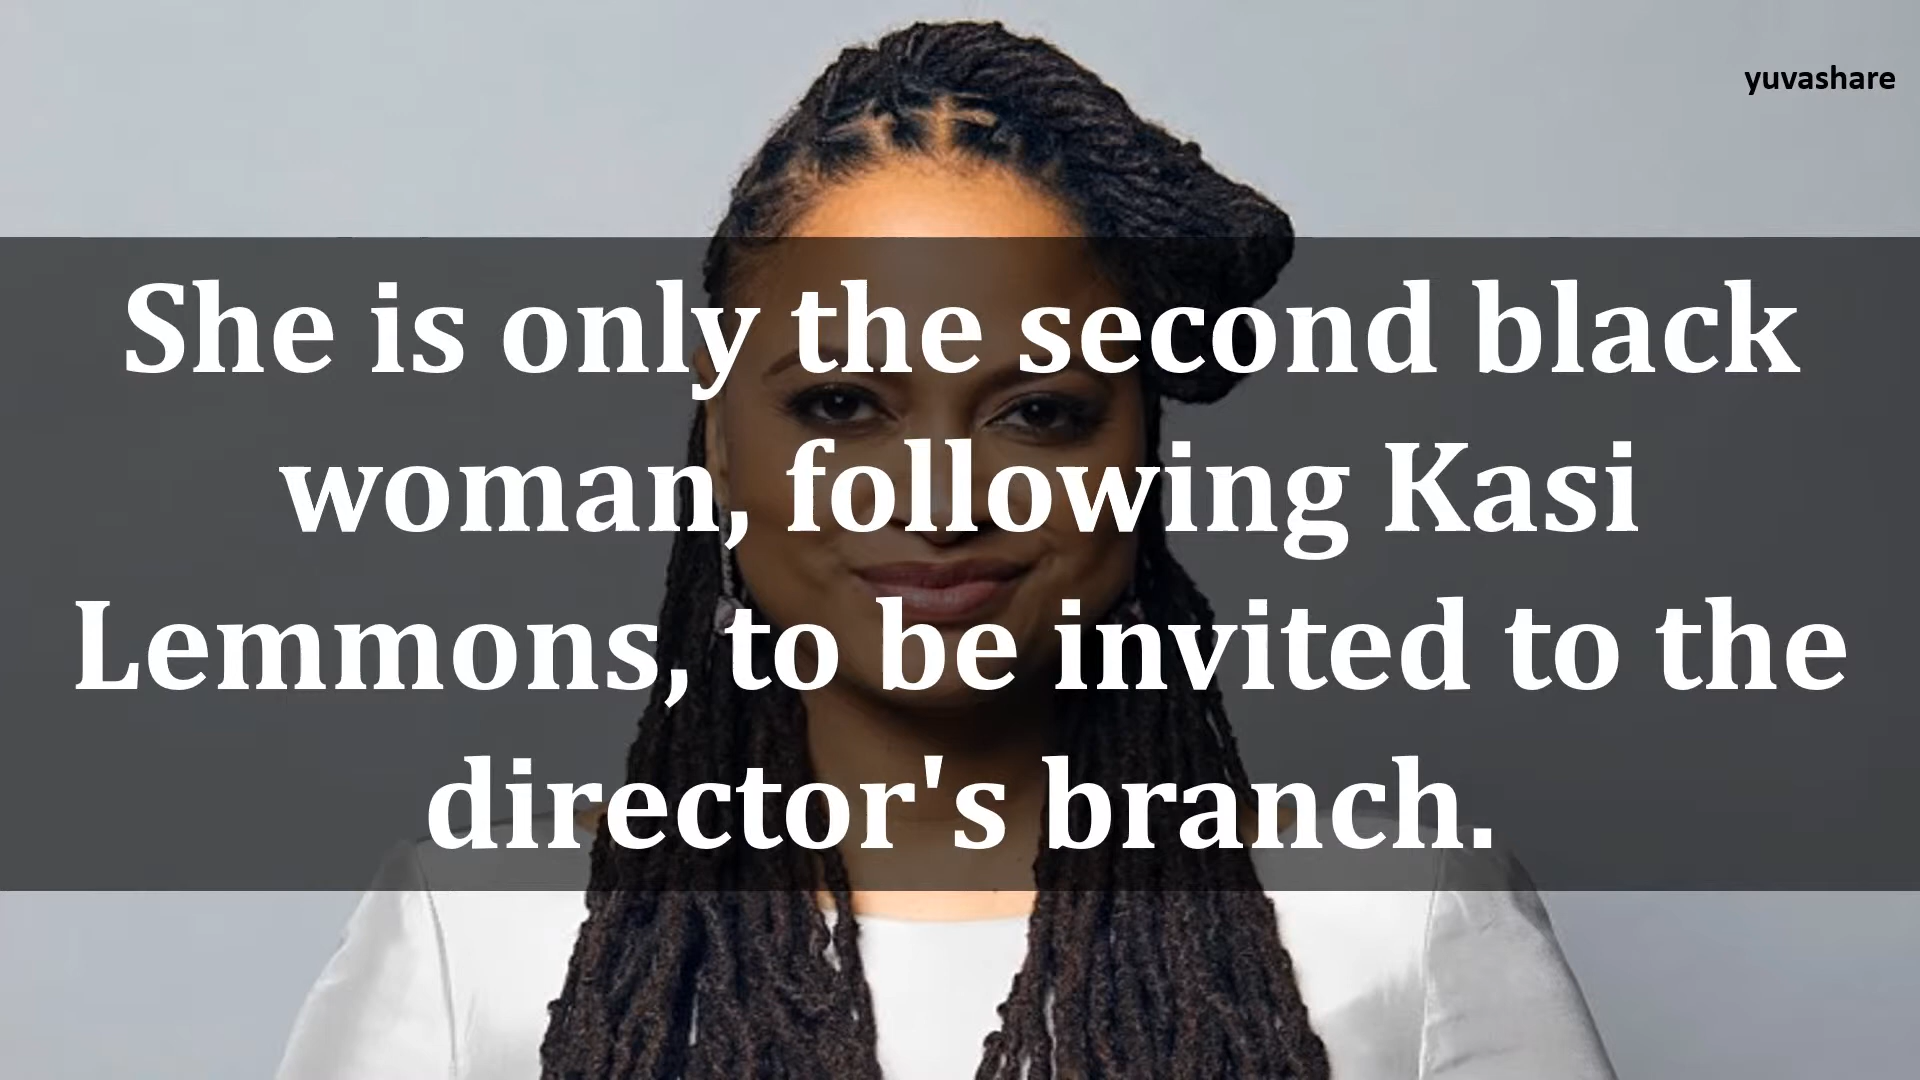 yuvashare
She is only the second black
woman, following Kasi
Lemmons, to be invited to the
director's branch.